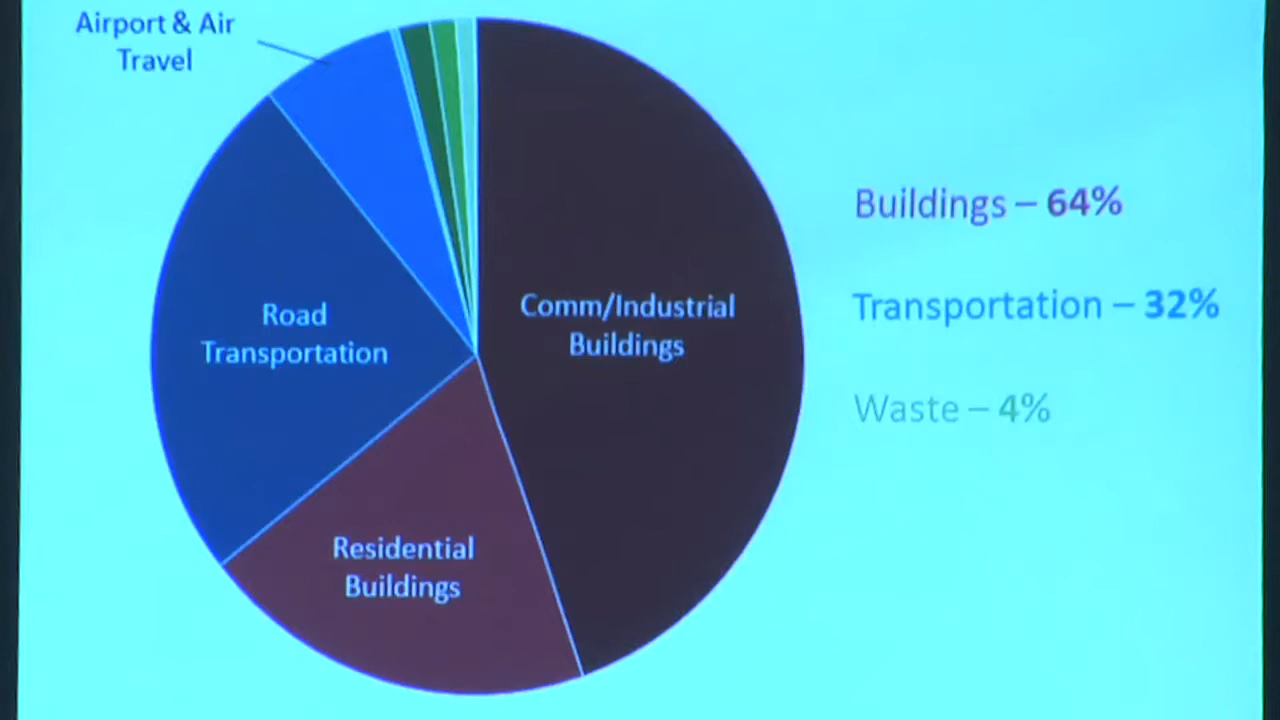 Airport & Air
Travel
Comm/Industrial
Buildings
Road
Transportation
Residential
Buildings
Buildings – 64%
Transportation – 32%
Waste – 4%